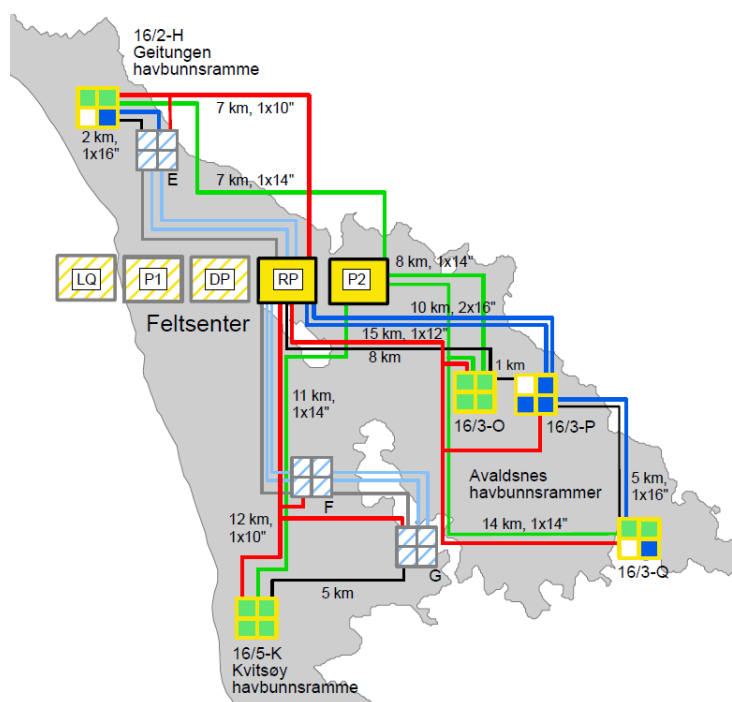 16/2-H
Geitungen
havbunnsramme
7 km, 1x10"
2 km,
1x16"
E
7 km, 1x14"
LQ
P1
DP
RP
P2
8 km, 1x14"
Feltsenter
10 km, 2x16"
15 km, 1x12"
8 km
1 km
11 km,
1x14"
16/3-O
16/3-P
F
Avaldsnes
havbunnsrammer
5 km,
1x16"
12 km,
1x10"
14 km, 1x14"
G
16/3-Q
5 km
16/5-K
Kvitsøy
havbunnsramme